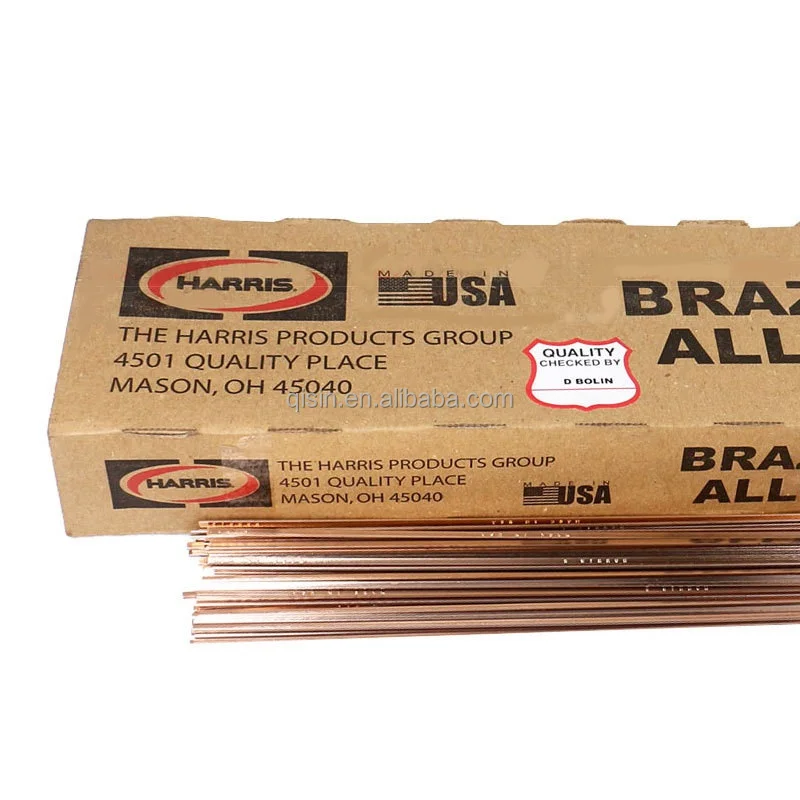 HARRIS
MADE IN
USA
THE HARRIS PRODUCTS GROUP
4501 QUALITY PLACE
MASON, OH 45040
BRAZ
ALL
QUALITY
CHECKED BY
D BOLIN
qisin.en.alibaba.com
HARRIS
THE HARRIS PRODUCTS GROUP
4501 QUALITY PLACE
MASON, OH 45040
MADE IN
USA
BRAZ
ALL